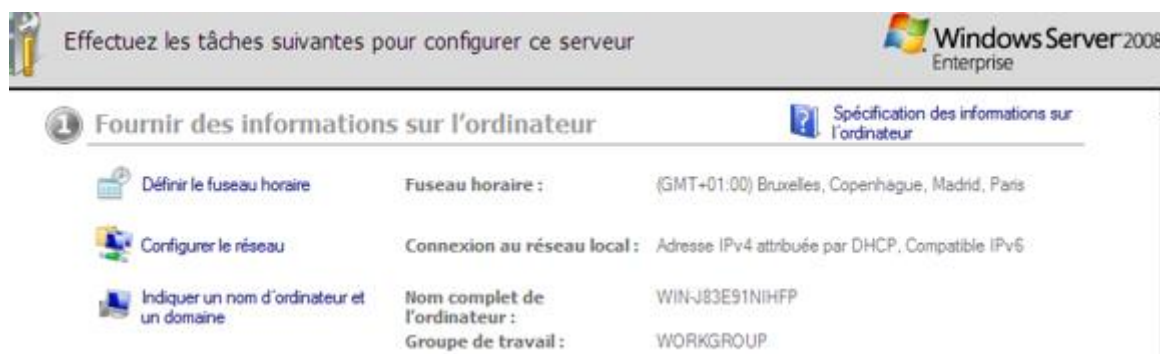 Effectuez les tâches suivantes pour configurer ce serveur
Windows Server 2008
Enterprise
1 Fournir des informations sur l'ordinateur
Spécification des informations sur
l'ordinateur
Définir le fuseau horaire Fuseau horaire : (GMT+01:00) Bruxelles, Copenhague, Madrid, Paris
Configurer le réseau Connexion au réseau local : Adresse IPv4 attribuée par DHCP, Compatible IPv6
Indiquer un nom d'ordinateur et
un domaine
Nom complet de
l'ordinateur :
WIN-J83E91NIHFP
Groupe de travail : WORKGROUP